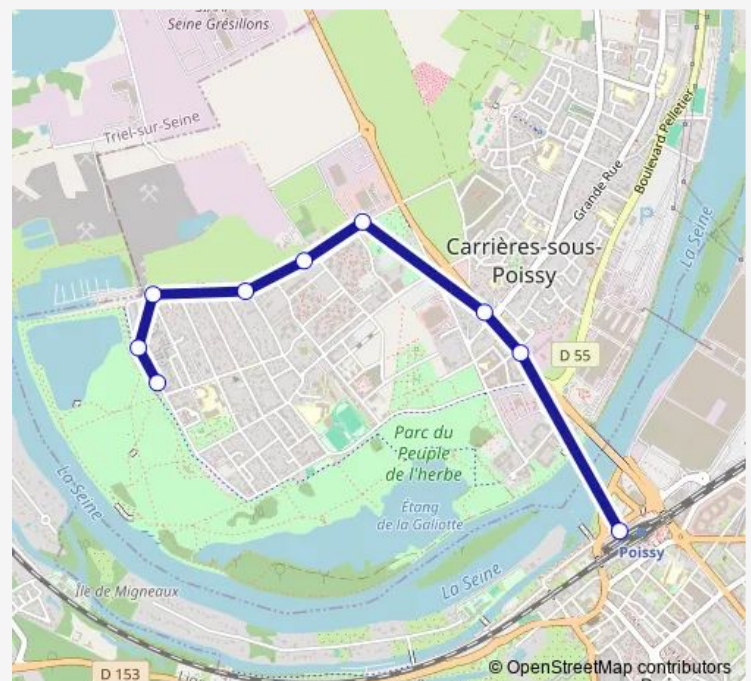 Seine Grésillons
Triel-sur-Seine
Boulevard Pelletier
Grande Rue
La Seine
Carrières-sous-
Poissy
D 55
Parc du
Peuple
de l'herbe
Étang
de la Galiotte
La Seine
La Seine
Poissy
Île de Migneaux
D 153
© OpenStreetMap contributors